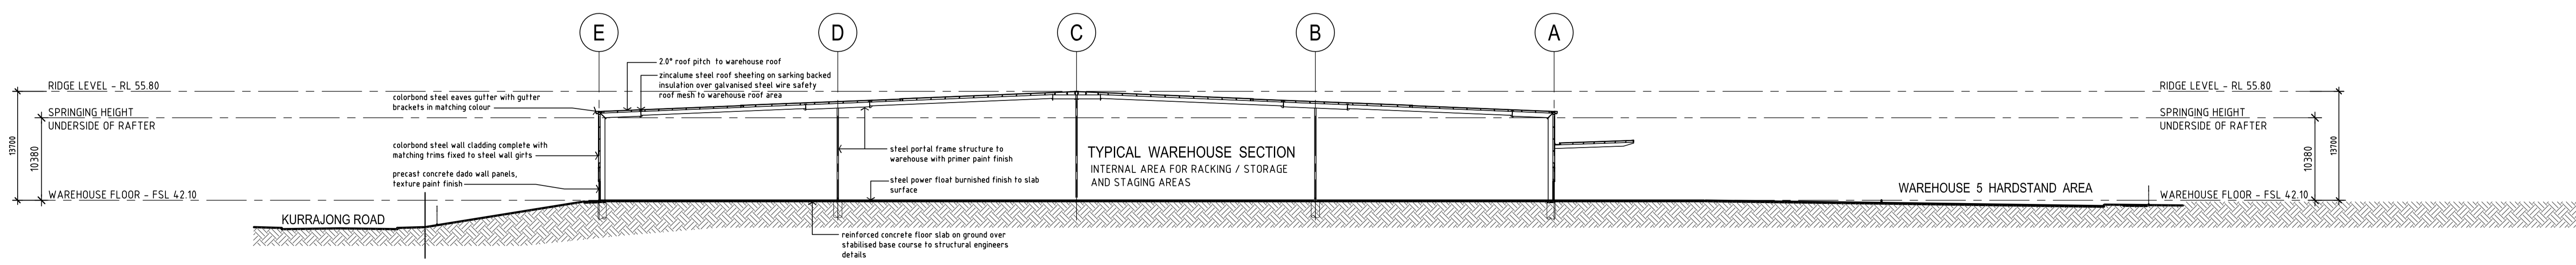 E
D
C
B
A
RIDGE LEVEL - RL 55.80
SPRINGING HEIGHT
UNDERSIDE OF RAFTER
13700
10380
WAREHOUSE FLOOR - FSL 42.10
KURRAJONG ROAD
colorbond steel eaves gutter with gutter
brackets in matching colour
2.0° roof pitch to warehouse roof
zincalume steel roof sheeting on sarking backed
insulation over galvanised steel wire safety
roof mesh to warehouse roof area
colorbond steel wall cladding complete with
matching trims fixed to steel wall girts
precast concrete dado wall panels,
texture paint finish
steel portal frame structure to
warehouse with primer paint finish
steel power float burnished finish to slab
surface
reinforced concrete floor slab on ground over
stabilised base course to structural engineers
details
TYPICAL WAREHOUSE SECTION
INTERNAL AREA FOR RACKING / STORAGE
AND STAGING AREAS
WAREHOUSE 5 HARDSTAND AREA
RIDGE LEVEL - RL 55.80
SPRINGING HEIGHT
UNDERSIDE OF RAFTER
10380
13700
WAREHOUSE FLOOR - FSL 42.10